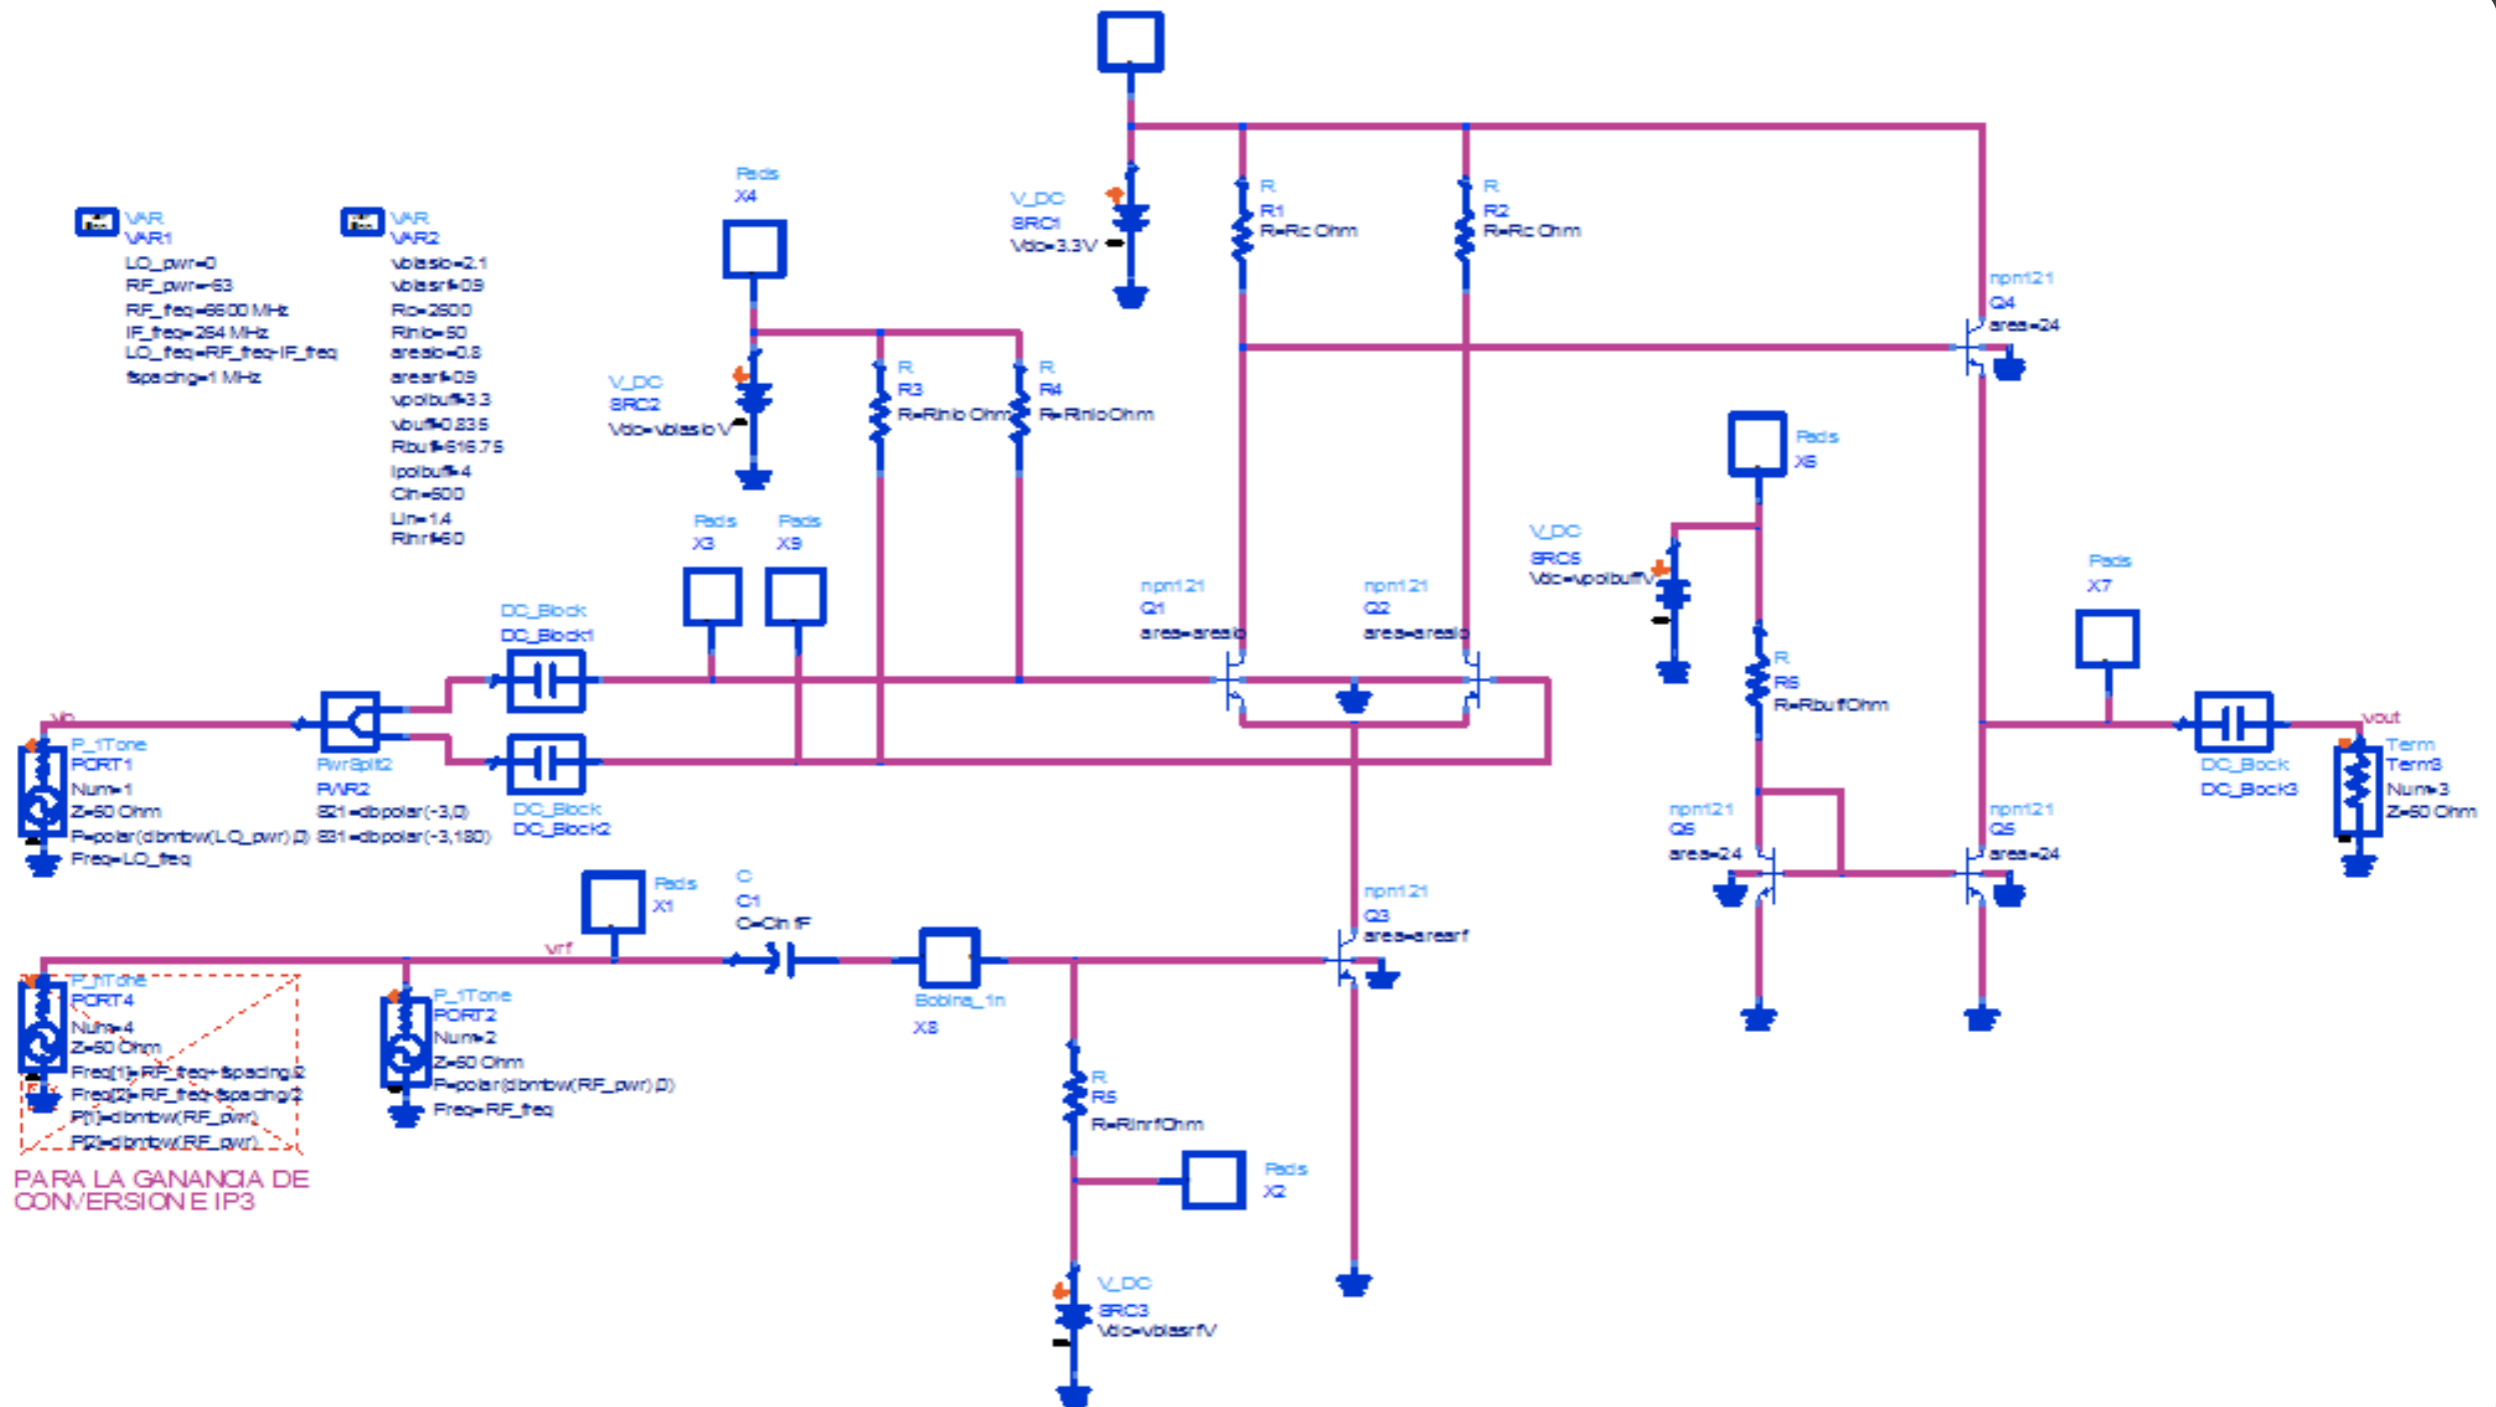 VAR
VAR1
LO_pwr=0
RF_pwr=-63
RF_freq=6600 MHz
IF_freq=264 MHz
LO_freq=RF_freq-IF_freq
fspacing=1 MHz
VAR
VAR2
vbiaslo=2.1
vbiasrf=0.9
Rc=2600
Rinlo=50
arealo=0.8
arearf=0.9
vpolbuff=3.3
vbuff=0.835
Rbuff=616.75
Ipolbuff=4
Cin=500
Lin=1.4
Rinrf=50
Pads
X4
V_DC
SRC2
Vdc=vbiaslo V
R
R3
R=Rinlo Ohm
R
R4
R=Rinlo Ohm
V_DC
SRC1
Vdc=3.3V
R
R1
R=Rc Ohm
R
R2
R=Rc Ohm
npn121
Q4
area=24
Pads
X6
V_DC
SRC5
Vdc=vpolbuff V
R
R6
R=Rbuff Ohm
Pads
X7
Pads
X3
Pads
X9
npn121
Q1
area=arealo
npn121
Q2
area=arealo
DC_Block
DC_Block1
DC_Block
DC_Block2
P_1Tone
PORT1
Num=1
Z=50 Ohm
P=polar(dbmtow(LO_pwr),0)
Freq=LO_freq
PwrSplit2
PWR2
S21=dbpolar(-3,0)
S31=dbpolar(-3,180)
vout
DC_Block
DC_Block3
Term
Term3
Num=3
Z=50 Ohm
npn121
Q6
area=24
npn121
Q5
area=24
Pads
X1
C
C1
C=Cin fF
vrf
Bobina_1n
X8
npn121
Q3
area=arearf
P_nTone
PORT4
Num=4
Z=50 Ohm
Freq[1]=RF_freq+fspacing/2
Freq[2]=RF_freq-fspacing/2
P[1]=dbmtow(RF_pwr)
P[2]=dbmtow(RF_pwr)
P_1Tone
PORT2
Num=2
Z=50 Ohm
P=polar(dbmtow(RF_pwr),0)
Freq=RF_freq
R
R5
R=Rinrf Ohm
Pads
X2
PARA LA GANANCIA DE
CONVERSION E IP3
V_DC
SRC3
Vdc=vbiasrf V